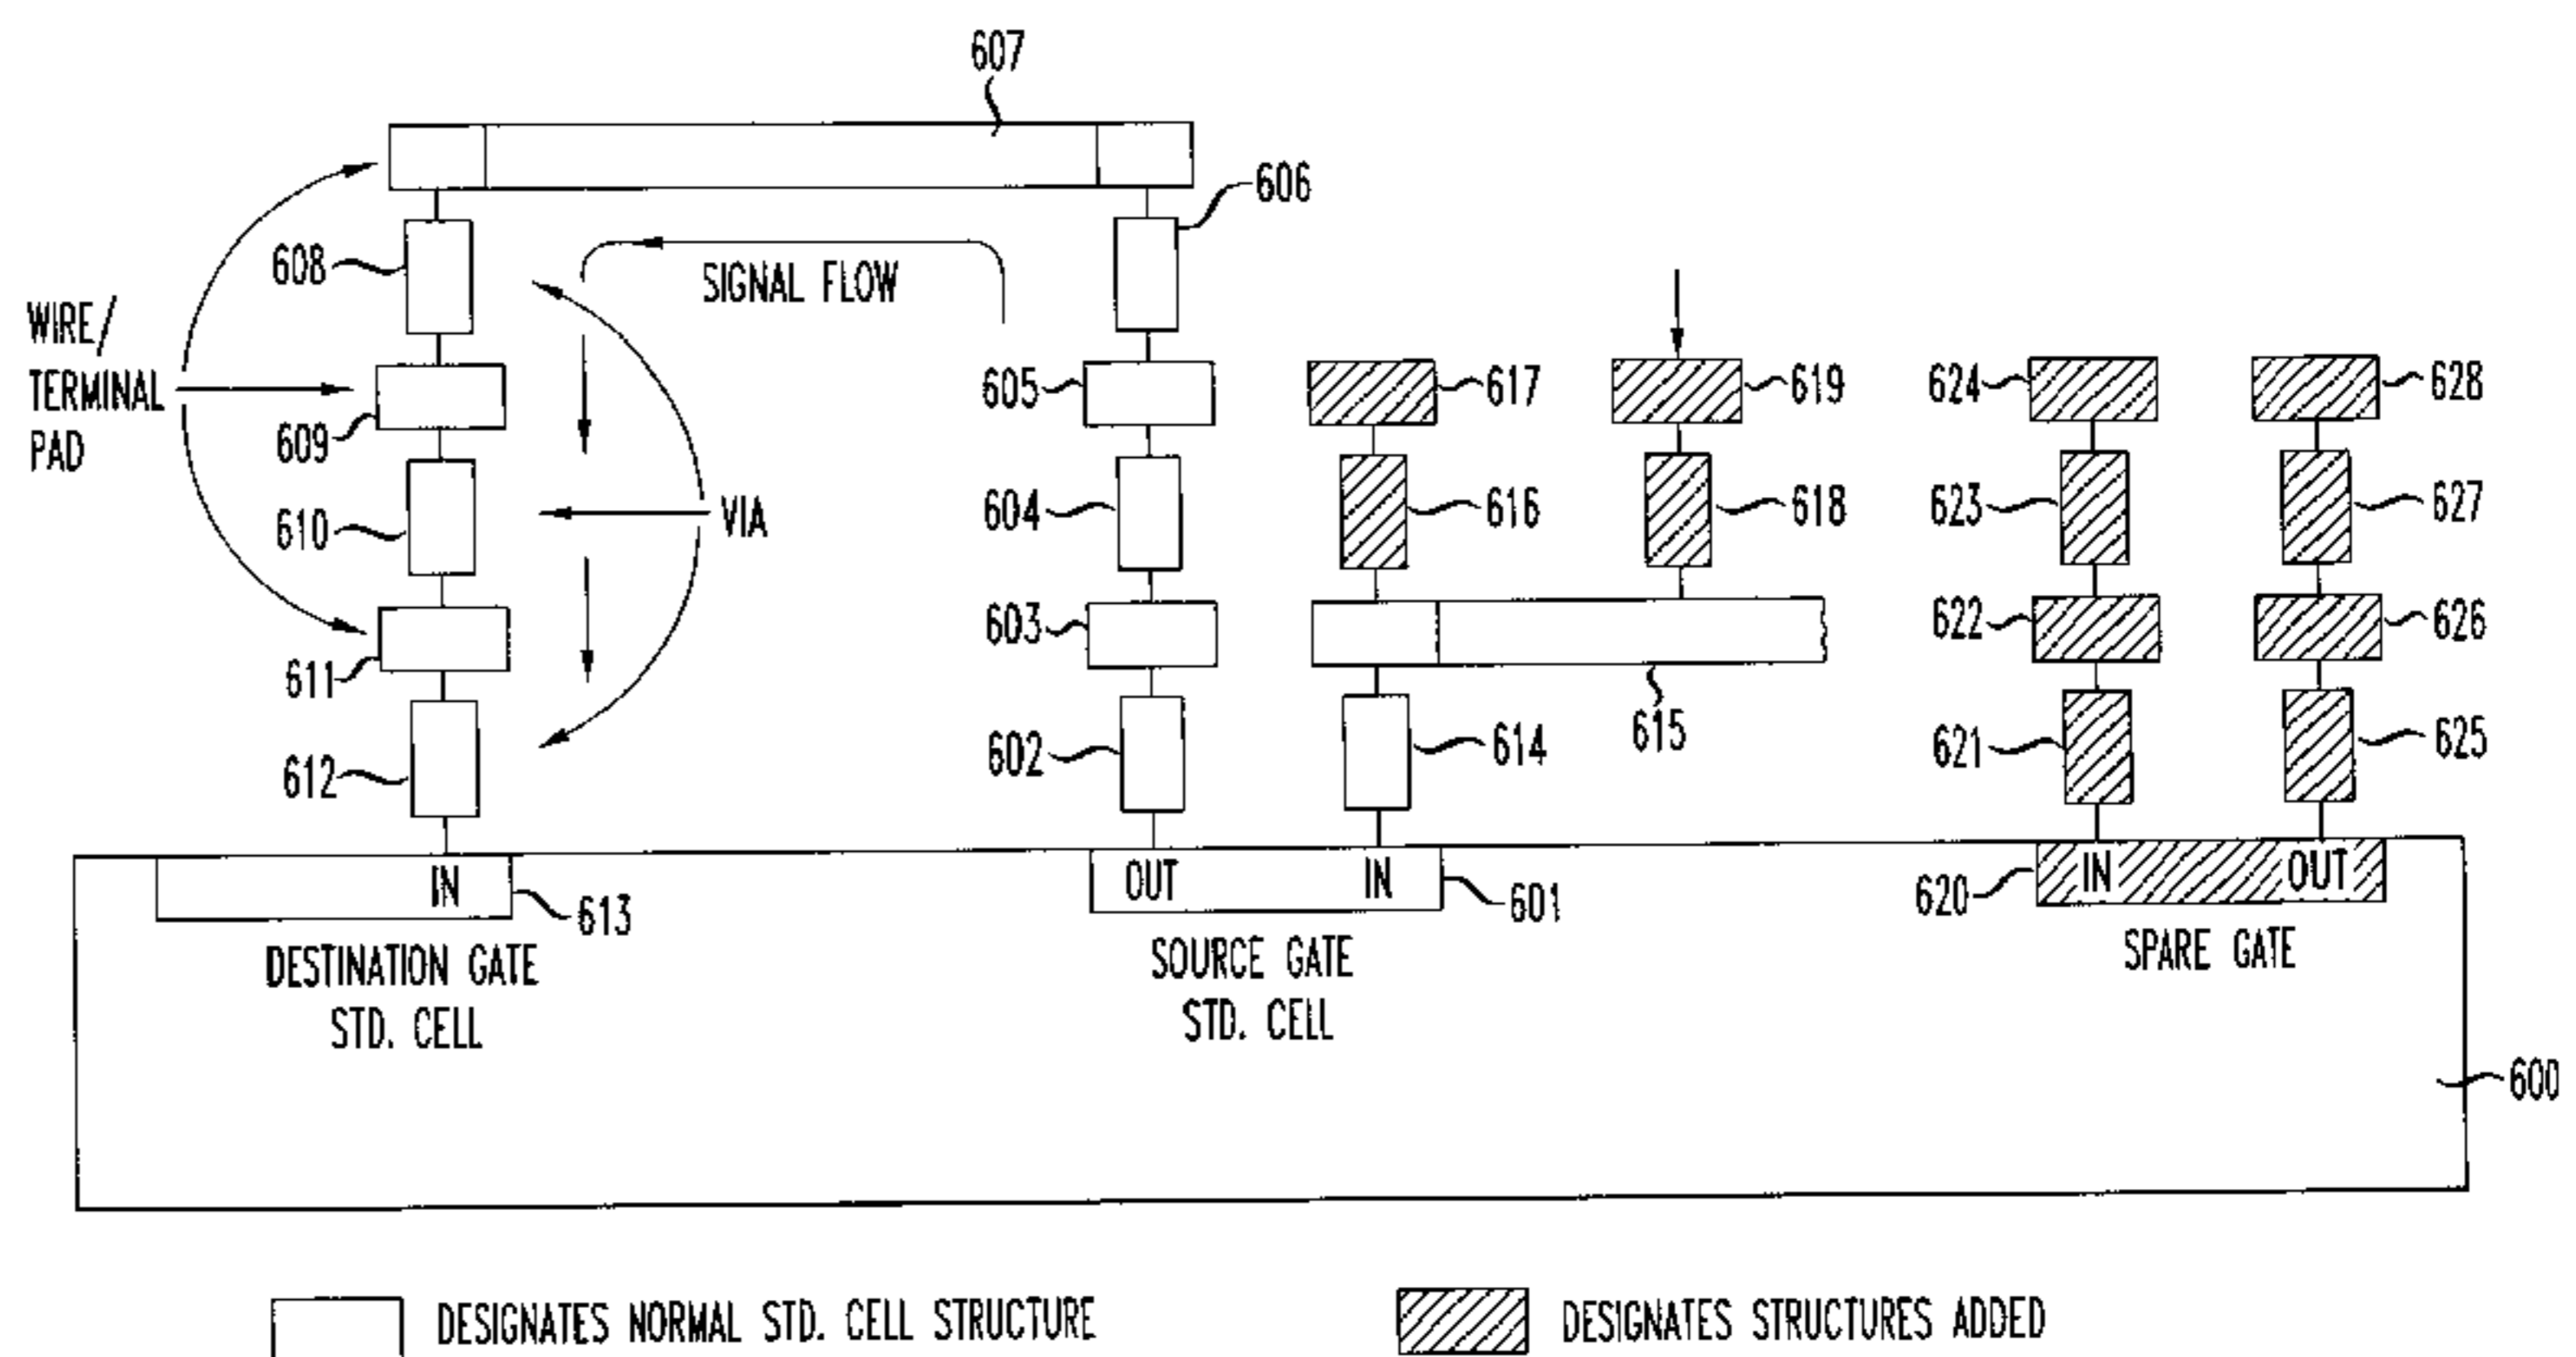 607
606
608
SIGNAL FLOW
WIRE/
TERMINAL
PAD
609
605
617
619
624
628
610
VIA
604
616
618
623
627
611
603
622
626
612
602
614
615
621
625
IN
613
OUT IN
601
620
IN OUT
DESTINATION GATE
STD. CELL
SOURCE GATE
STD. CELL
SPARE GATE
600
DESIGNATES NORMAL STD. CELL STRUCTURE
DESIGNATES STRUCTURES ADDED